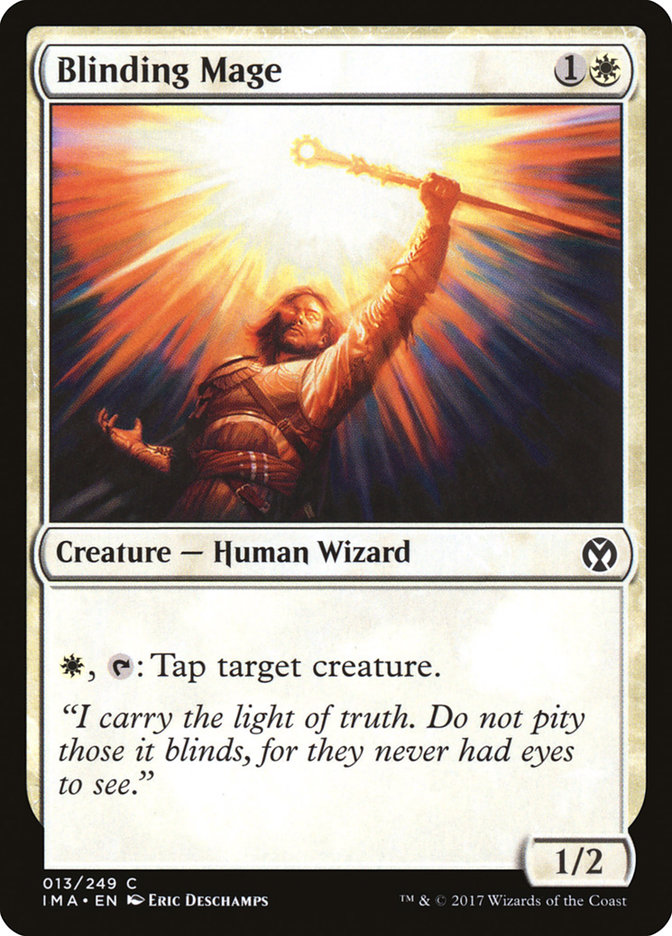 Blinding Mage 1
Creature — Human Wizard
, : Tap target creature.
“I carry the light of truth. Do not pity
those it blinds, for they never had eyes
to see.”
1/2
013/249 C
IMA • EN Eric Deschamps ™ & © 2017 Wizards of the Coast